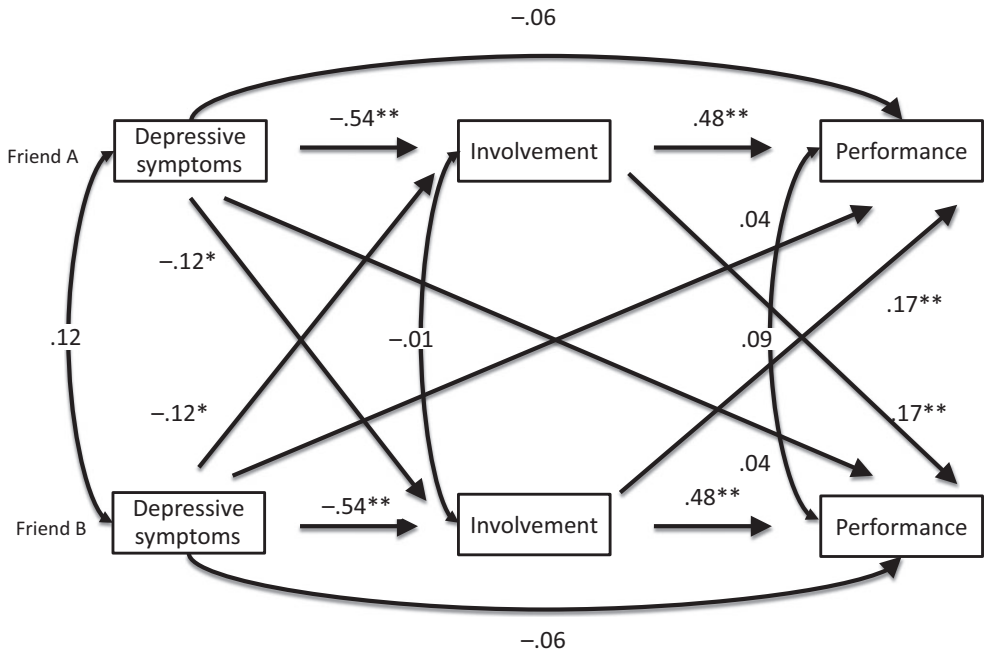 –.06
–.54**
.48**
Friend A
Depressive
symptoms
Involvement
Performance
–.12*
.04
.17**
.12
–.01
.09
–.12*
.17**
.04
–.54**
.48**
Friend B
Depressive
symptoms
Involvement
Performance
–.06